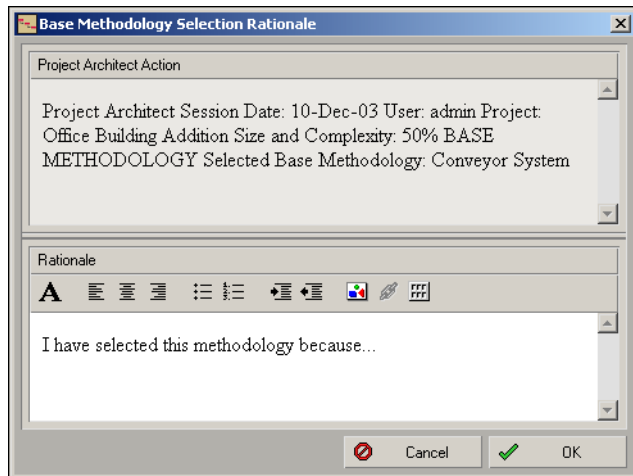 Base Methodology Selection Rationale
Project Architect Action
Project Architect Session Date: 10-Dec-03 User: admin Project:
Office Building Addition Size and Complexity: 50% BASE
METHODOLOGY Selected Base Methodology: Conveyor System
Rationale
A
I have selected this methodology because...
Cancel OK